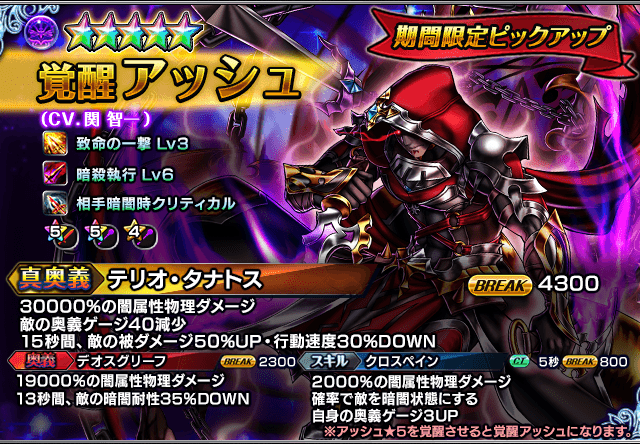 期間限定ピックアップ
覚醒アッシュ
(CV.関 智一)
致命の一撃 Lv3
暗殺執行 Lv6
相手暗闇時クリティカル
5 5 4
真奥義 テリオ・タナトス BREAK 4300
30000%の闇属性物理ダメージ
敵の奥義ゲージ40減少
15秒間、敵の被ダメージ50%UP・行動速度30%DOWN
奥義 デオスグリーフ BREAK 2300
19000%の闇属性物理ダメージ
13秒間、敵の暗闇耐性35%DOWN
スキル クロスペイン CT 5秒 BREAK 800
2000%の闇属性物理ダメージ
確率で敵を暗闇状態にする
自身の奥義ゲージ3UP
※アッシュ★5を覚醒させると覚醒アッシュになります。